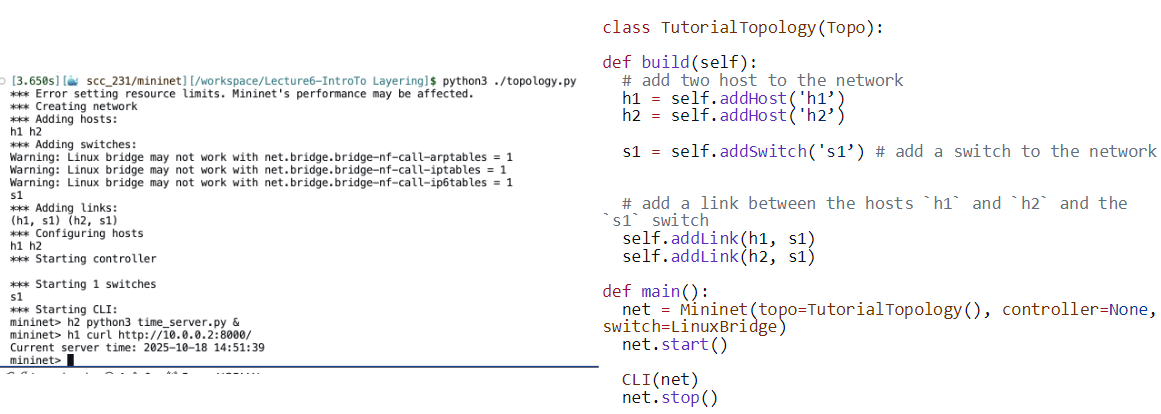 [3.650s][ scc_231/mininet][/workspace/Lecture6-IntroTo Layering]$ python3 ./topology.py
*** Error setting resource limits. Mininet's performance may be affected.
*** Creating network
*** Adding hosts:
h1 h2
*** Adding switches:
Warning: Linux bridge may not work with net.bridge.bridge-nf-call-arptables = 1
Warning: Linux bridge may not work with net.bridge.bridge-nf-call-iptables = 1
Warning: Linux bridge may not work with net.bridge.bridge-nf-call-ip6tables = 1
s1
*** Adding links:
(h1, s1) (h2, s1)
*** Configuring hosts
h1 h2
*** Starting controller
*** Starting 1 switches
s1
*** Starting CLI:
mininet> h2 python3 time_server.py &
mininet> h1 curl http://10.0.0.2:8000/
Current server time: 2025-10-18 14:51:39
mininet>
class TutorialTopology(Topo):
def build(self):
# add two host to the network
h1 = self.addHost('h1’)
h2 = self.addHost('h2’)
s1 = self.addSwitch('s1’) # add a switch to the network
# add a link between the hosts `h1` and `h2` and the
`s1` switch
self.addLink(h1, s1)
self.addLink(h2, s1)
def main():
net = Mininet(topo=TutorialTopology(), controller=None,
switch=LinuxBridge)
net.start()
CLI(net)
net.stop()